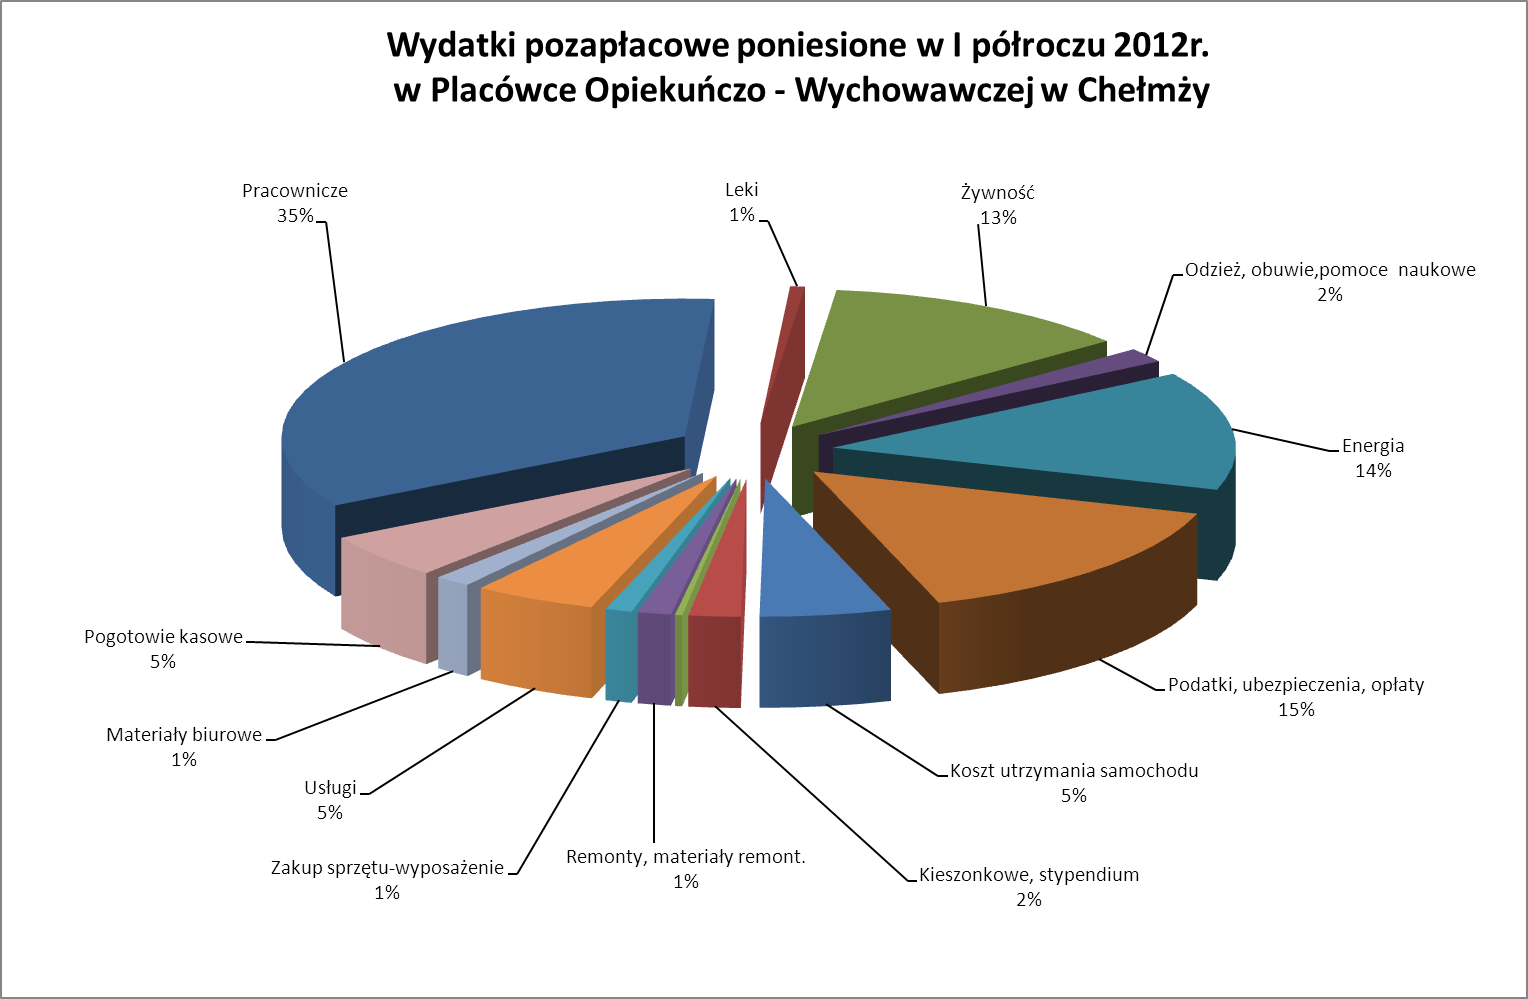 Wydatki pozapłacowe poniesione w I półroczu 2012r.
w Placówce Opiekuńczo - Wychowawczej w Chełmży
Pracownicze
35%
Leki
1%
Żywność
13%
Odzież, obuwie,pomoce  naukowe
2%
Energia
14%
Podatki, ubezpieczenia, opłaty
15%
Koszt utrzymania samochodu
5%
Kieszonkowe, stypendium
2%
Remonty, materiały remont.
1%
Zakup sprzętu-wyposażenie
1%
Usługi
5%
Materiały biurowe
1%
Pogotowie kasowe
5%